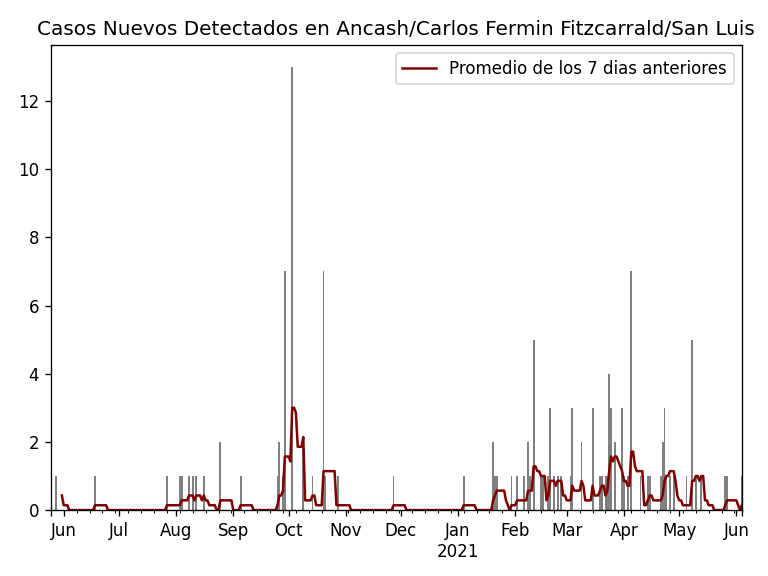 Casos Nuevos Detectados en Ancash/Carlos Fermin Fitzcarrald/San Luis
Promedio de los 7 dias anteriores
12
10
8
6
4
2
0
Jun Jul Aug Sep Oct Nov Dec Jan Feb Mar Apr May Jun
2021